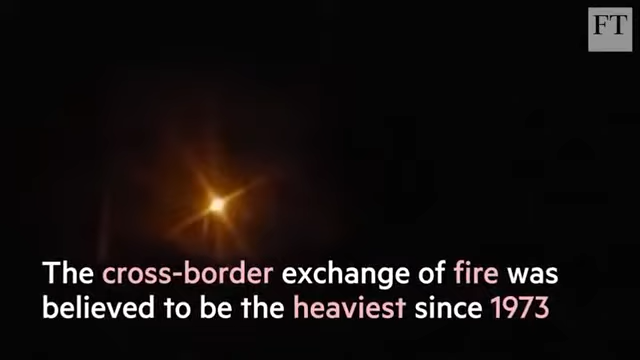 FT
The cross-border exchange of fire was
believed to be the heaviest since 1973